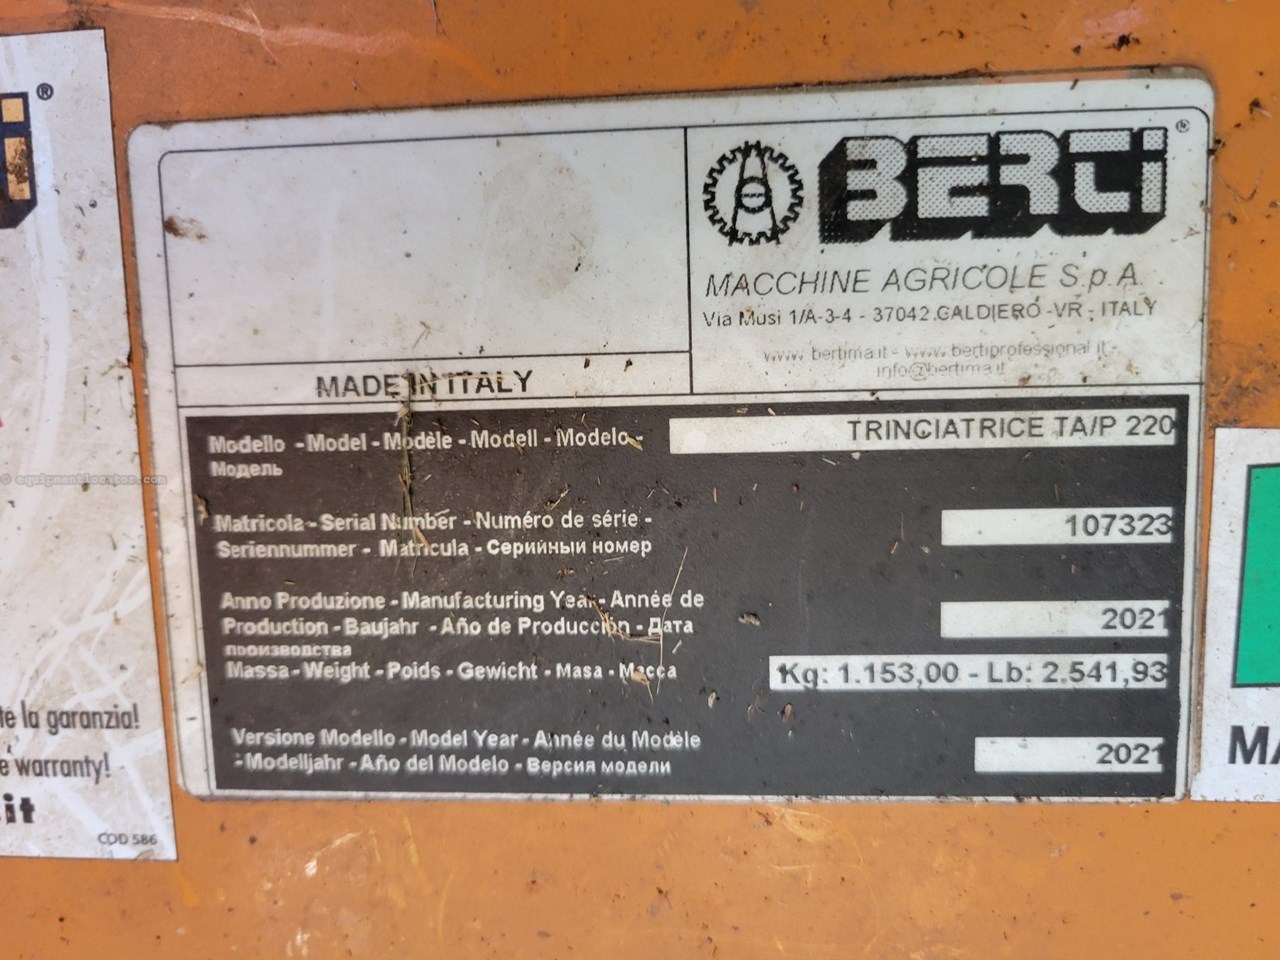 BERTI ®
MACCHINE AGRICOLE S.p.A.
Via Musi 1/A-3-4 - 37042 CALDIERO -VR - ITALY
www.bertima.it - www.bertiprofessional.it -
info@bertima.it
MADE IN ITALY
Modello - Model - Modèle - Modell - Modelo - TRINCIATRICE TA/P 220
Модель
Matricola - Serial Number - Numéro de série - 107323
Seriennummer - Matricula - Серийный номер
Anno Produzione - Manufacturing Year - Année de
Production - Baujahr - Año de Producción - Дата 2021
производства
Massa - Weight - Poids - Gewicht - Masa - Масса Kg: 1.153,00 - Lb: 2.541,93
Versione Modello - Model Year - Année du Modèle 2021
- Modelljahr - Año del Modelo - Версия модели
®
i
te la garanzia!
e warranty!
.it
COD 586
MA
© equipmentlocator.com